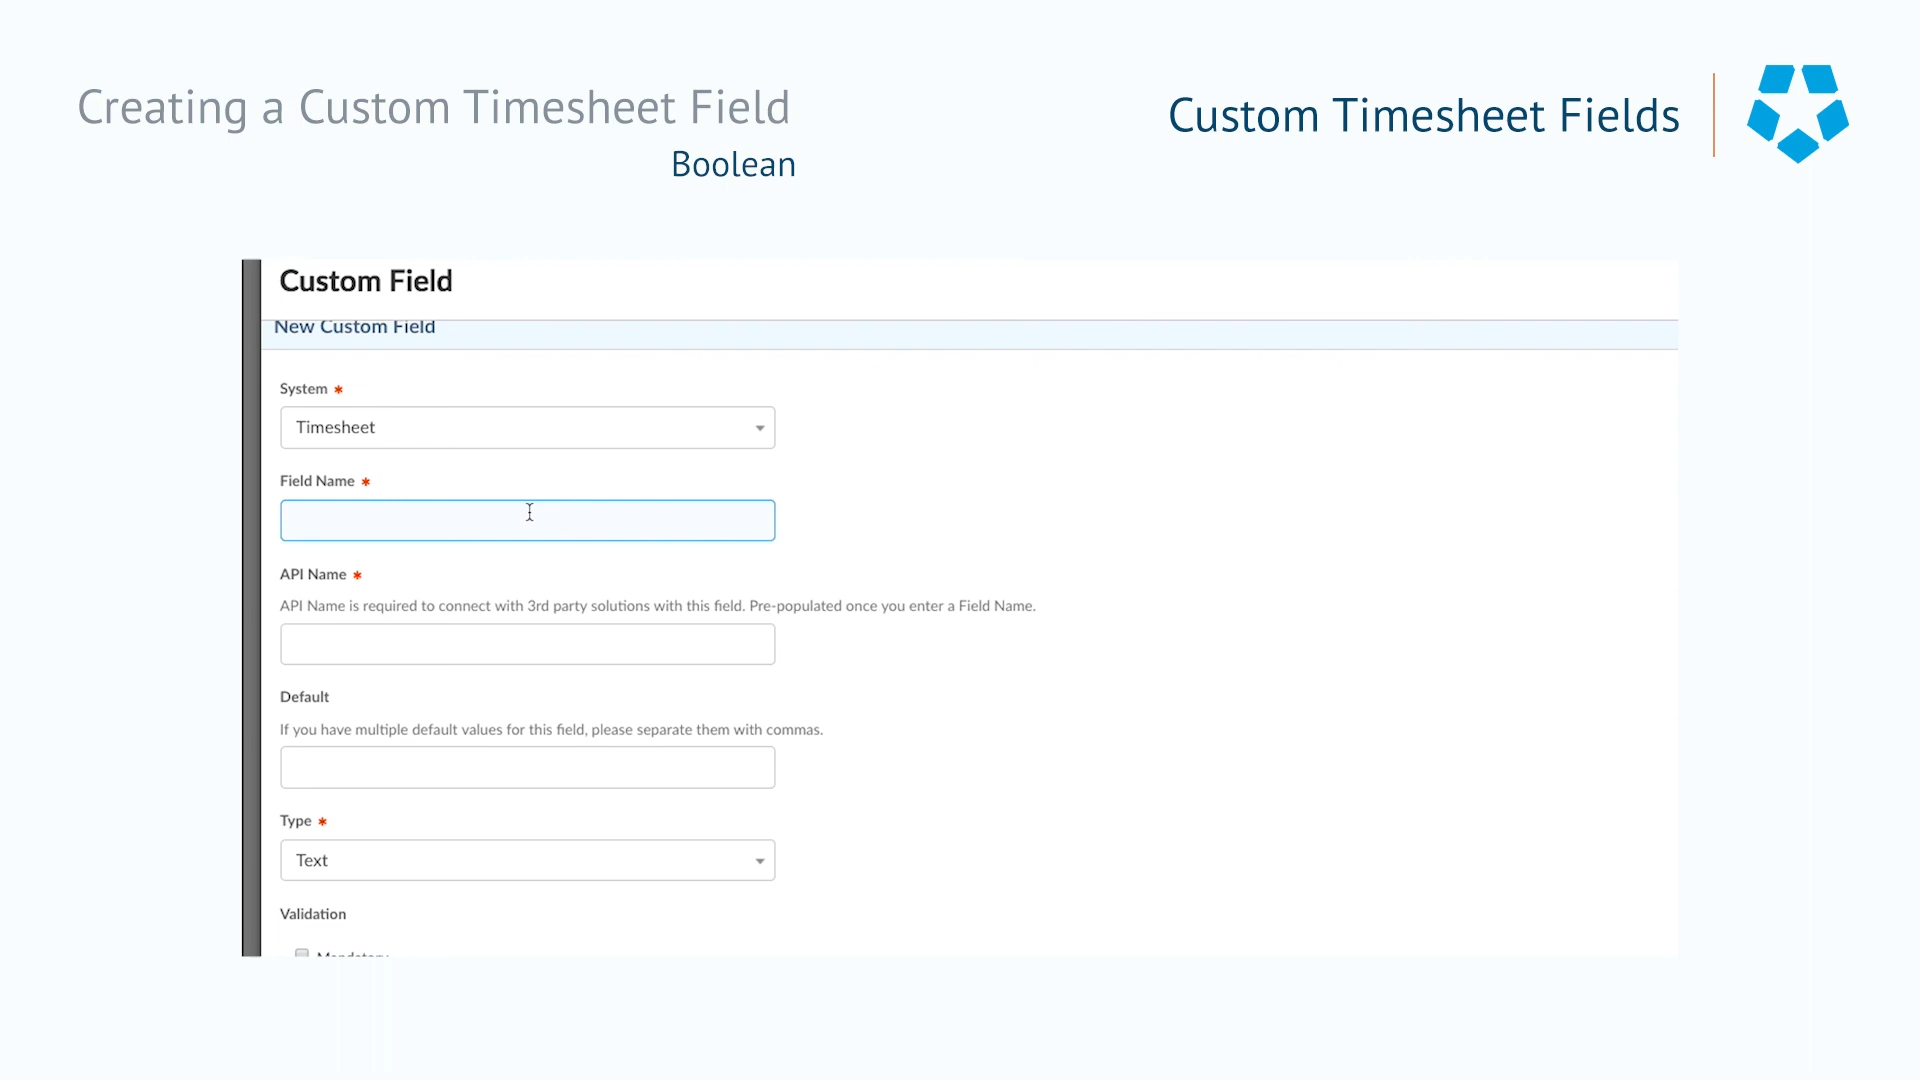 Creating a Custom Timesheet Field
Boolean
Custom Timesheet Fields
Custom Field
New Custom Field
System *
Timesheet
Field Name *
API Name *
API Name is required to connect with 3rd party solutions with this field. Pre-populated once you enter a Field Name.
Default
If you have multiple default values for this field, please separate them with commas.
Type *
Text
Validation
Mandatory